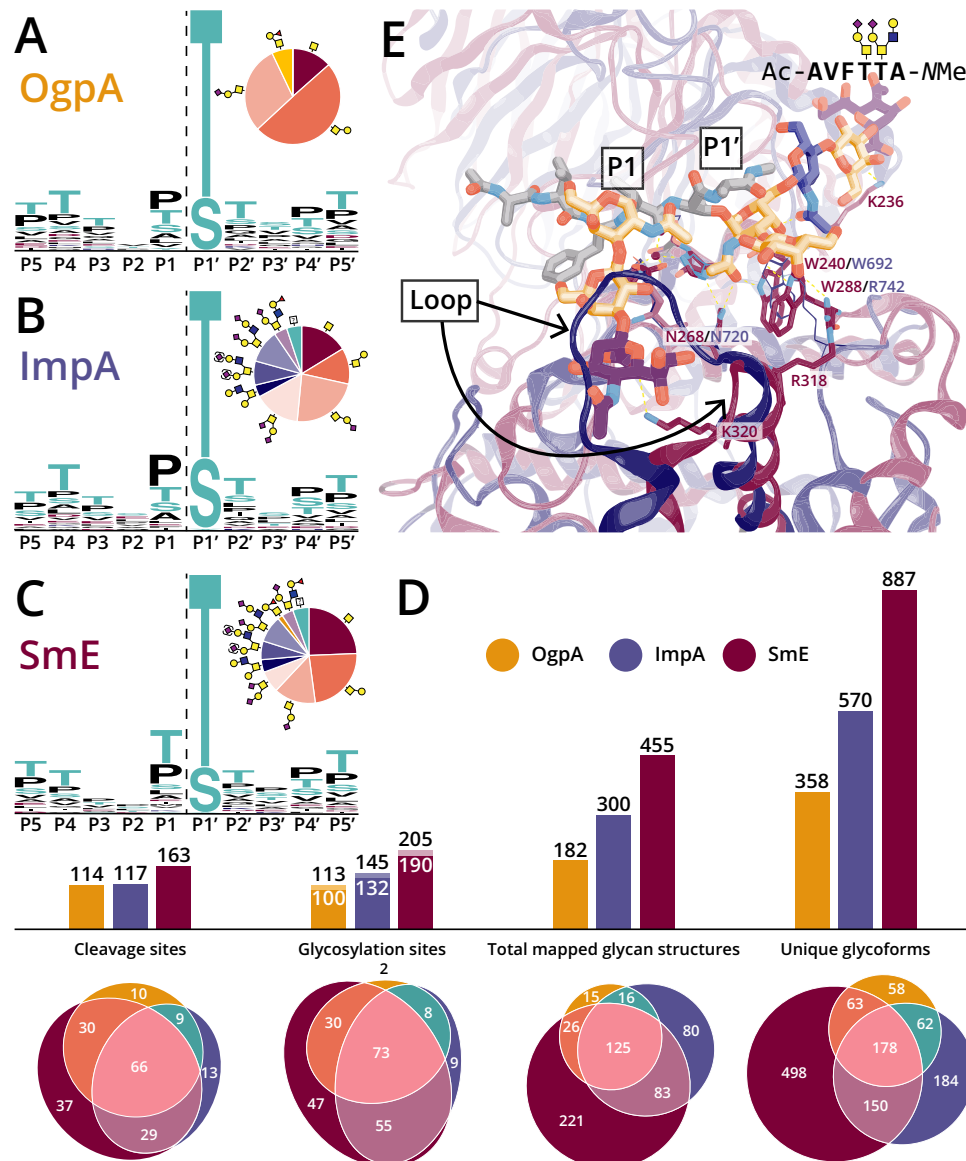 A
OgpA
P5 P4 P3 P2 P1 P1' P2' P3' P4' P5'
B
ImpA
P5 P4 P3 P2 P1 P1' P2' P3' P4' P5'
C
SmE
P5 P4 P3 P2 P1 P1' P2' P3' P4' P5'
E
Ac-AVFTTA-NMe
P1
P1'
K236
W240/W692
W288/R742
Loop
N268/N720
R318
K320
D
OgpA ImpA SmE
114 117 163
113 145 205
100 132 190
182 300 455
358 570 887
Cleavage sites
Glycosylation sites
Total mapped glycan structures
Unique glycoforms
10
30
9
66
13
37
29
2
30
8
73
9
47
55
15
16
26
80
125
83
221
58
63
62
178
498
184
150